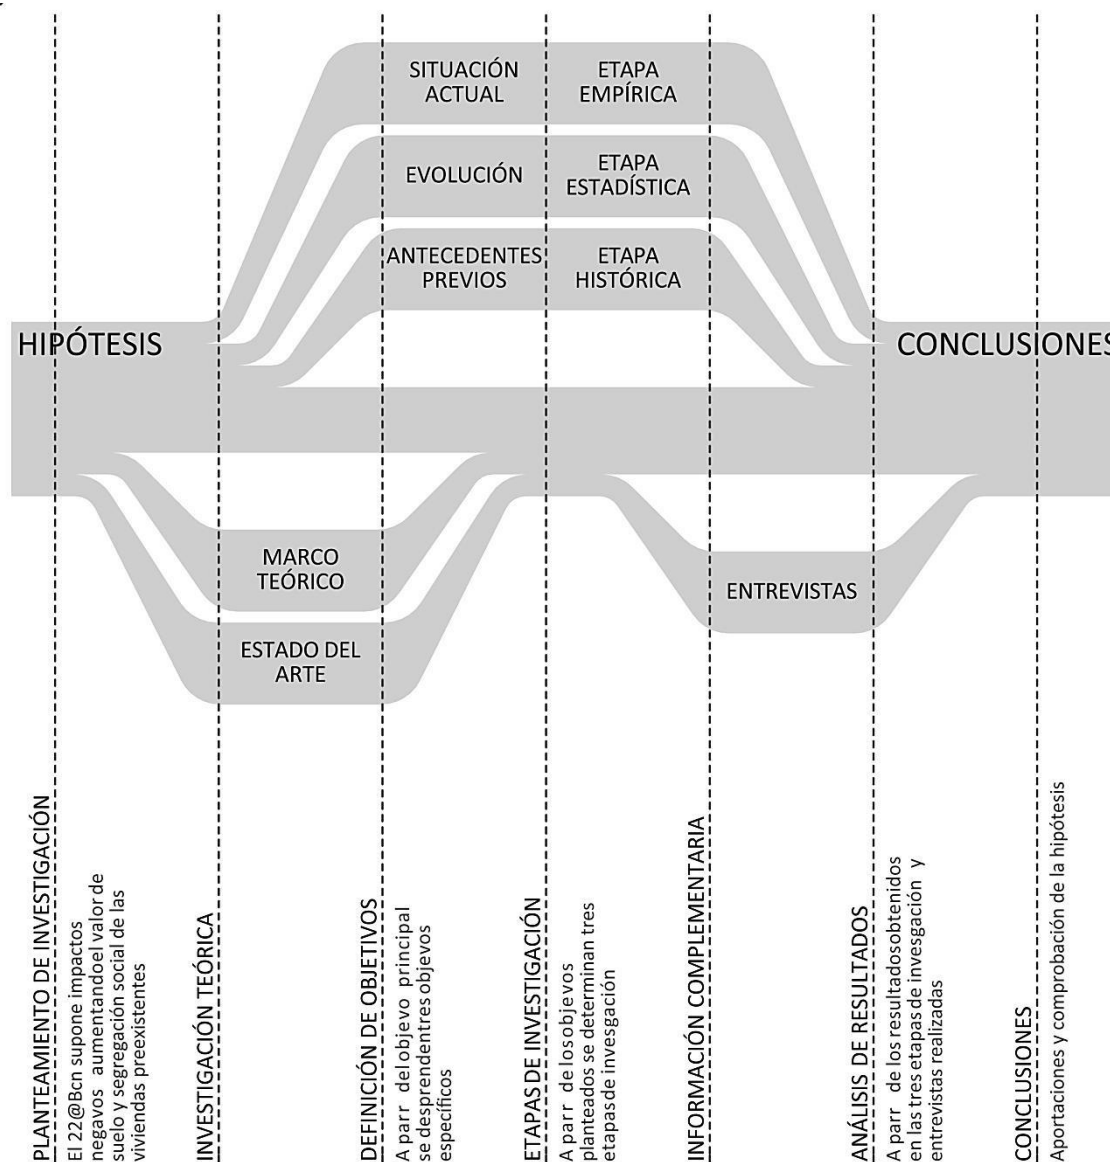 SITUACIÓN
ACTUAL
ETAPA
EMPÍRICA
EVOLUCIÓN
ETAPA
ESTADÍSTICA
ANTECEDENTES
PREVIOS
ETAPA
HISTÓRICA
HIPÓTESIS
CONCLUSIONES
MARCO
TEÓRICO
ESTADO DEL
ARTE
ENTREVISTAS
PLANTEAMIENTO DE INVESTIGACIÓN
El 22@Bcn supone impactos
negavos aumentandoel valor de
suelo y segregación social de las
viviendas preexistentes
INVESTIGACIÓN TEÓRICA
DEFINICIÓN DE OBJETIVOS
A parr del objevo principal
se desprendentres objevos
específicos
ETAPAS DE INVESTIGACIÓN
A parr de los objevos
planteados se determinan tres
etapas de invesgación
INFORMACIÓN COMPLEMENTARIA
ANÁLISIS DE RESULTADOS
A parr de los resultadosobtenidos
en las tres etapas de invesgación y
entrevistas realizadas
CONCLUSIONES
Aportaciones y comprobación de la hipótesis